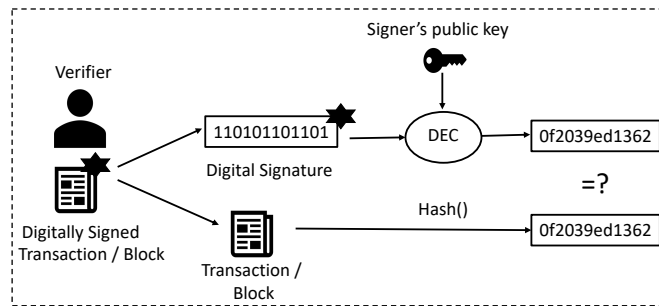 Signer's public key
Verifier
110101101101
DEC
0f2039ed1362
Digital Signature
=?
Digitally Signed
Transaction / Block
Hash()
0f2039ed1362
Transaction /
Block